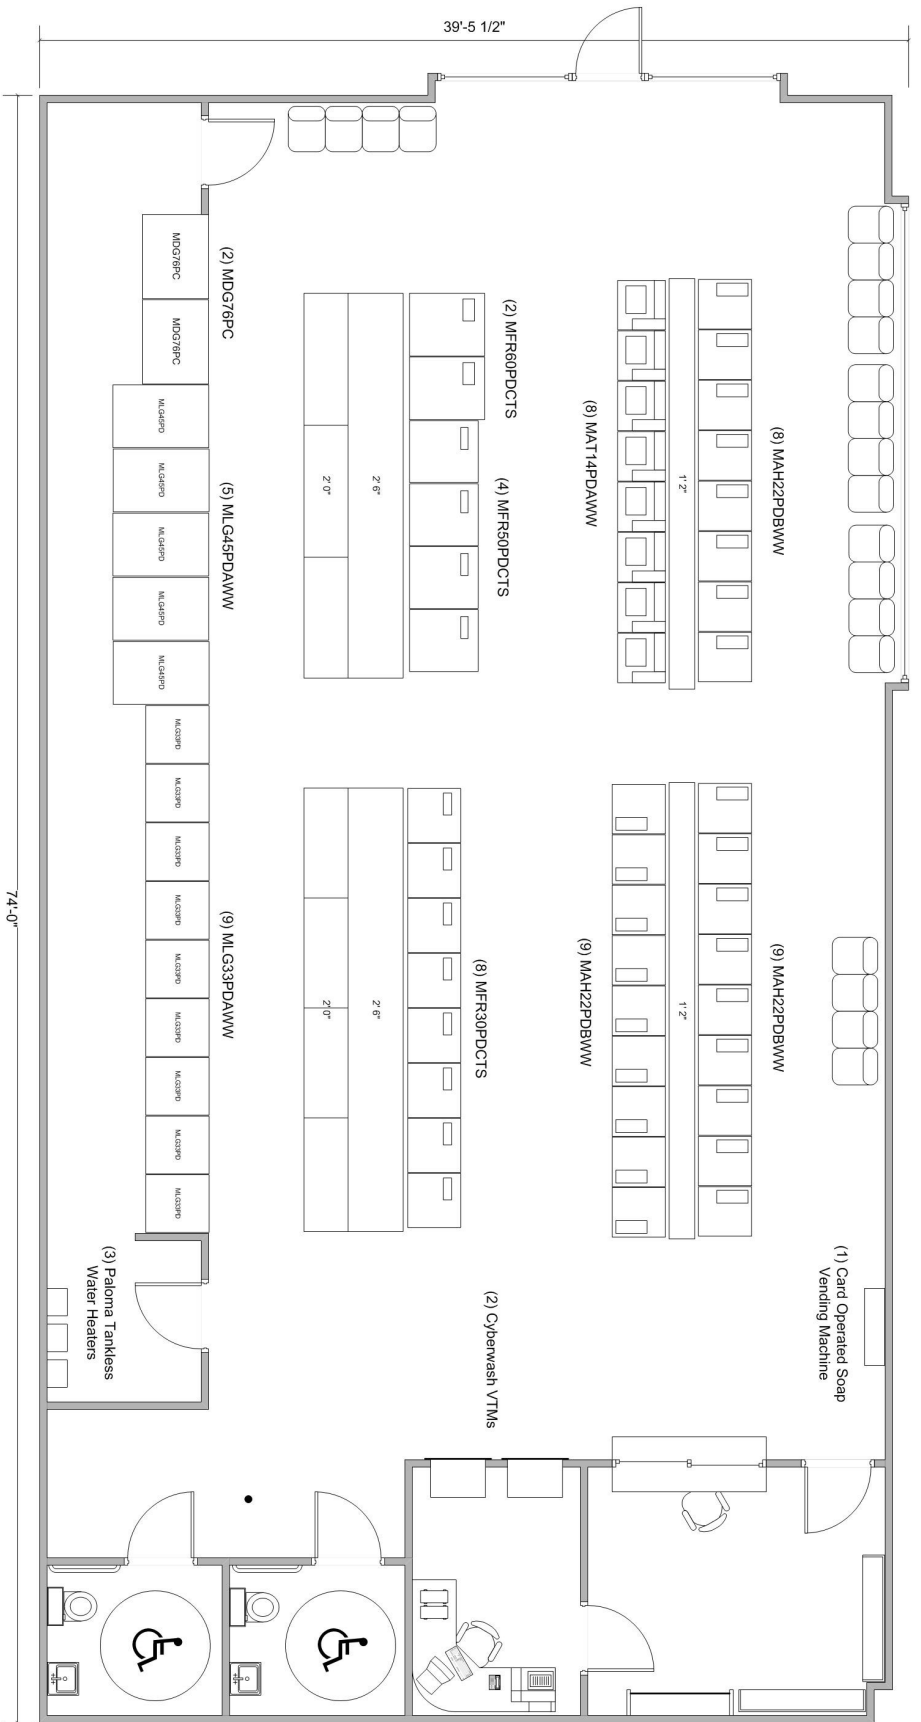 39'-5 1/2"
74'-0"
(2) MDG76PC
MDG76PC
MDG76PC
(5) MLG45PDAWW
MLG45PD
MLG45PD
MLG45PD
MLG45PD
MLG45PD
(9) MLG33PDAWW
MLG33PD
MLG33PD
MLG33PD
MLG33PD
MLG33PD
MLG33PD
MLG33PD
MLG33PD
MLG33PD
(2) MFR60PDCTS
(4) MFR50PDCTS
2' 6"
2' 0"
(8) MFR30PDCTS
2' 6"
2' 0"
(8) MAH22PDBWW
1' 2"
(8) MAT14PDAWW
(9) MAH22PDBWW
1' 2"
(9) MAH22PDBWW
(1) Card Operated Soap
Vending Machine
(2) Cyberwash VTMs
(3) Paloma Tankless
Water Heaters